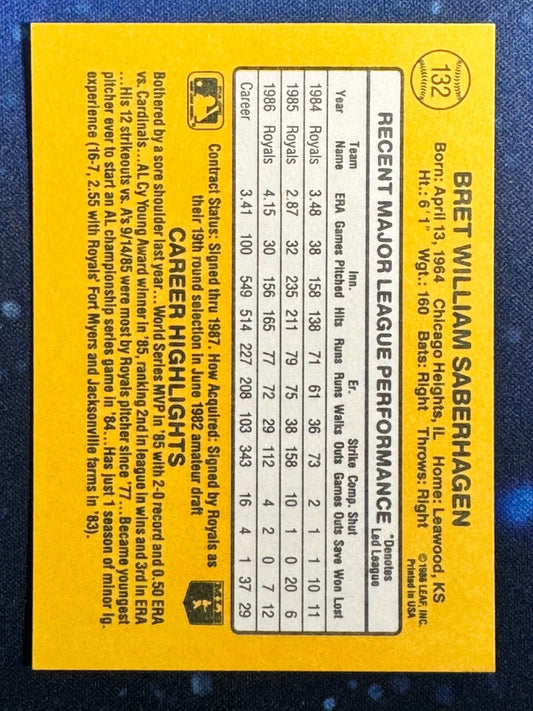 132
BRET WILLIAM SABERHAGEN
©1986 LEAF, INC.
Printed in USA
Born: April 13, 1964 Chicago Heights, IL Home: Leawood, KS
Ht.: 6'1" Wgt.: 160 Bats: Right Throws: Right
RECENT MAJOR LEAGUE PERFORMANCE
*Denotes
Led League
Year Team Name ERA Games Inn. Pitched Hits Runs Er. Runs Walks Strike Outs Comp. Games Shut Outs Save Won Lost
1984 Royals 3.48 38 158 138 71 61 36 73 2 1 1 10 11
1985 Royals 2.87 32 235 211 79 75 38 158 10 1 0 20 6
1986 Royals 4.15 30 156 165 77 72 29 112 4 2 0 7 12
Career 3.41 100 549 514 227 208 103 343 16 4 1 37 29
Contract Status: Signed thru 1987. How Acquired: Signed by Royals as
their 19th round selection in June 1982 amateur draft
MLB
CAREER HIGHLIGHTS
Bothered by a sore shoulder last year...World Series MVP in '85 with 2-0 record and 0.50 ERA
vs. Cardinals...AL Cy Young Award winner in '85, ranking 2nd in league in wins and 3rd in ERA
...His 12 strikeouts vs. A's 9/14/85 were most by Royals pitcher since '77...Became youngest
pitcher ever to start an AL championship series game in '84...Has just 1 season of minor lg.
experience (16-7, 2.55 with Royals' Fort Myers and Jacksonville farms in '83).